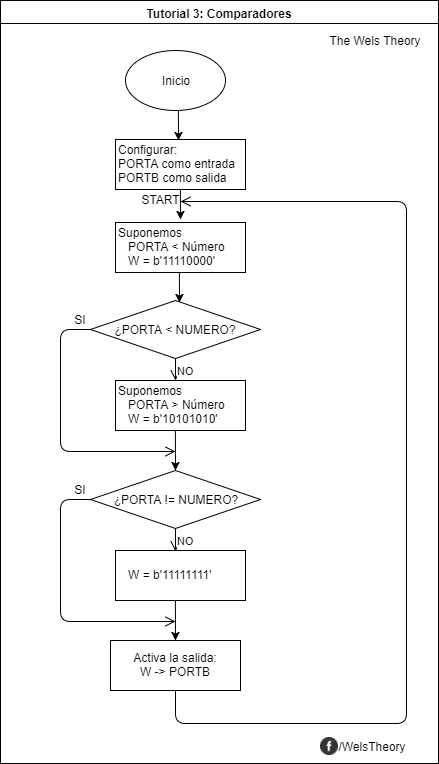 Tutorial 3: Comparadores
The Wels Theory
Inicio
Configurar:
PORTA como entrada
PORTB como salida
START
Suponemos
PORTA < Número
W = b'11110000'
SI
¿PORTA < NUMERO?
NO
Suponemos
PORTA > Número
W = b'10101010'
SI
¿PORTA != NUMERO?
NO
W = b'11111111'
Activa la salida:
W -> PORTB
f/WelsTheory